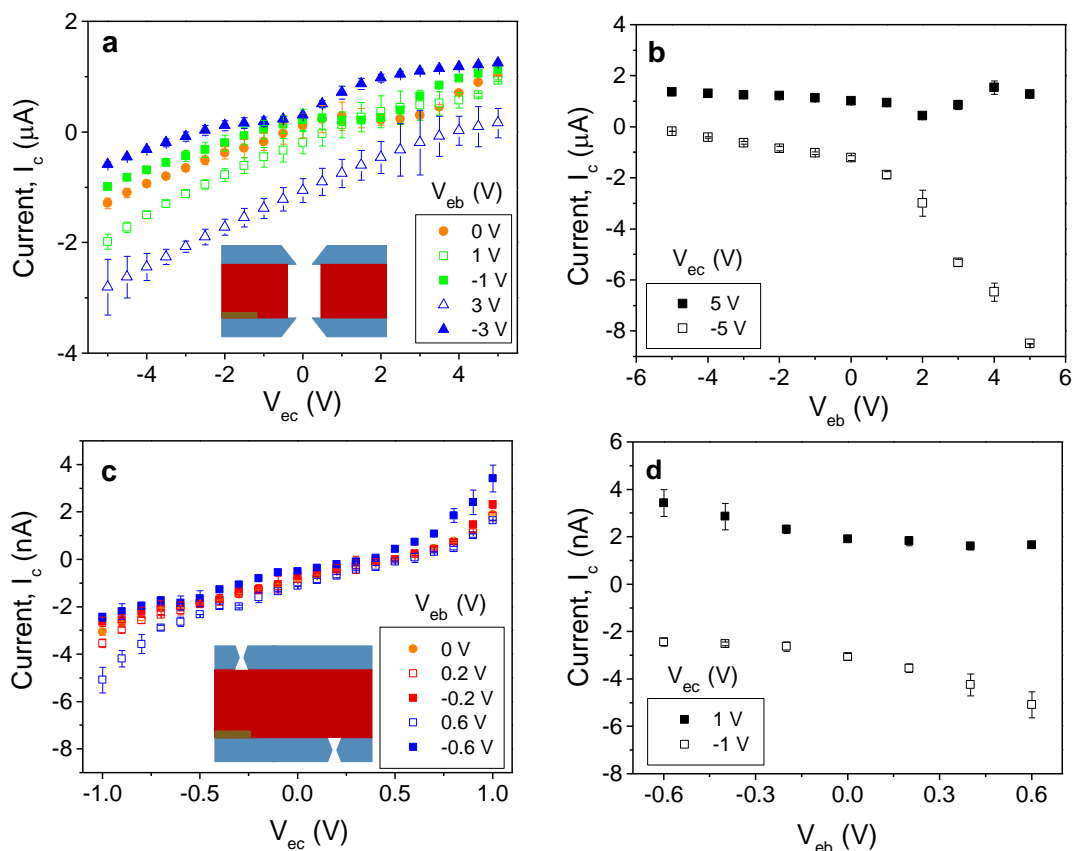 a
Current, I_c (μA)
2
0
-2
-4
-4
-2
0
2
4
V_ec (V)
V_eb (V)
0 V
1 V
-1 V
3 V
-3 V
b
Current, I_c (μA)
4
2
0
-2
-4
-6
-8
-6
-4
-2
0
2
4
6
V_eb (V)
V_ec (V)
5 V
-5 V
c
Current, I_c (nA)
4
2
0
-2
-4
-6
-8
-1.0
-0.5
0.0
0.5
1.0
V_ec (V)
V_eb (V)
0 V
0.2 V
-0.2 V
0.6 V
-0.6 V
d
Current, I_c (nA)
6
4
2
0
-2
-4
-6
-8
-0.6
-0.3
0.0
0.3
0.6
V_eb (V)
V_ec (V)
1 V
-1 V